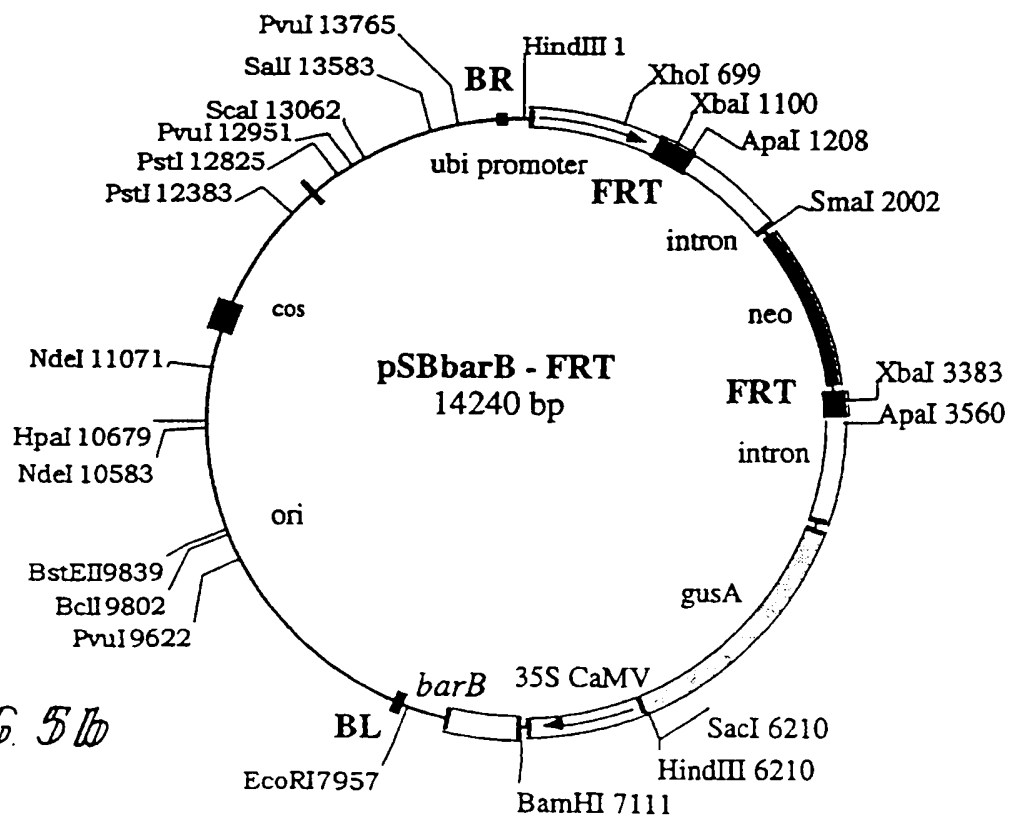 PvuI 13765
HindIII 1
SalI 13583
BR
XhoI 699
ScaI 13062
XbaI 1100
PvuI 12951
ApaI 1208
PstI 12825
ubi promoter
PstI 12383
FRT
SmaI 2002
intron
cos
neo
NdeI 11071
pSBbarB - FRT
14240 bp
FRT
XbaI 3383
ApaI 3560
HpaI 10679
intron
NdeI 10583
ori
BstEII9839
BclI 9802
gusA
PvuI 9622
barB
35S CaMV
G. 5b
BL
SacI 6210
EcoRI7957
HindIII 6210
BamHI 7111